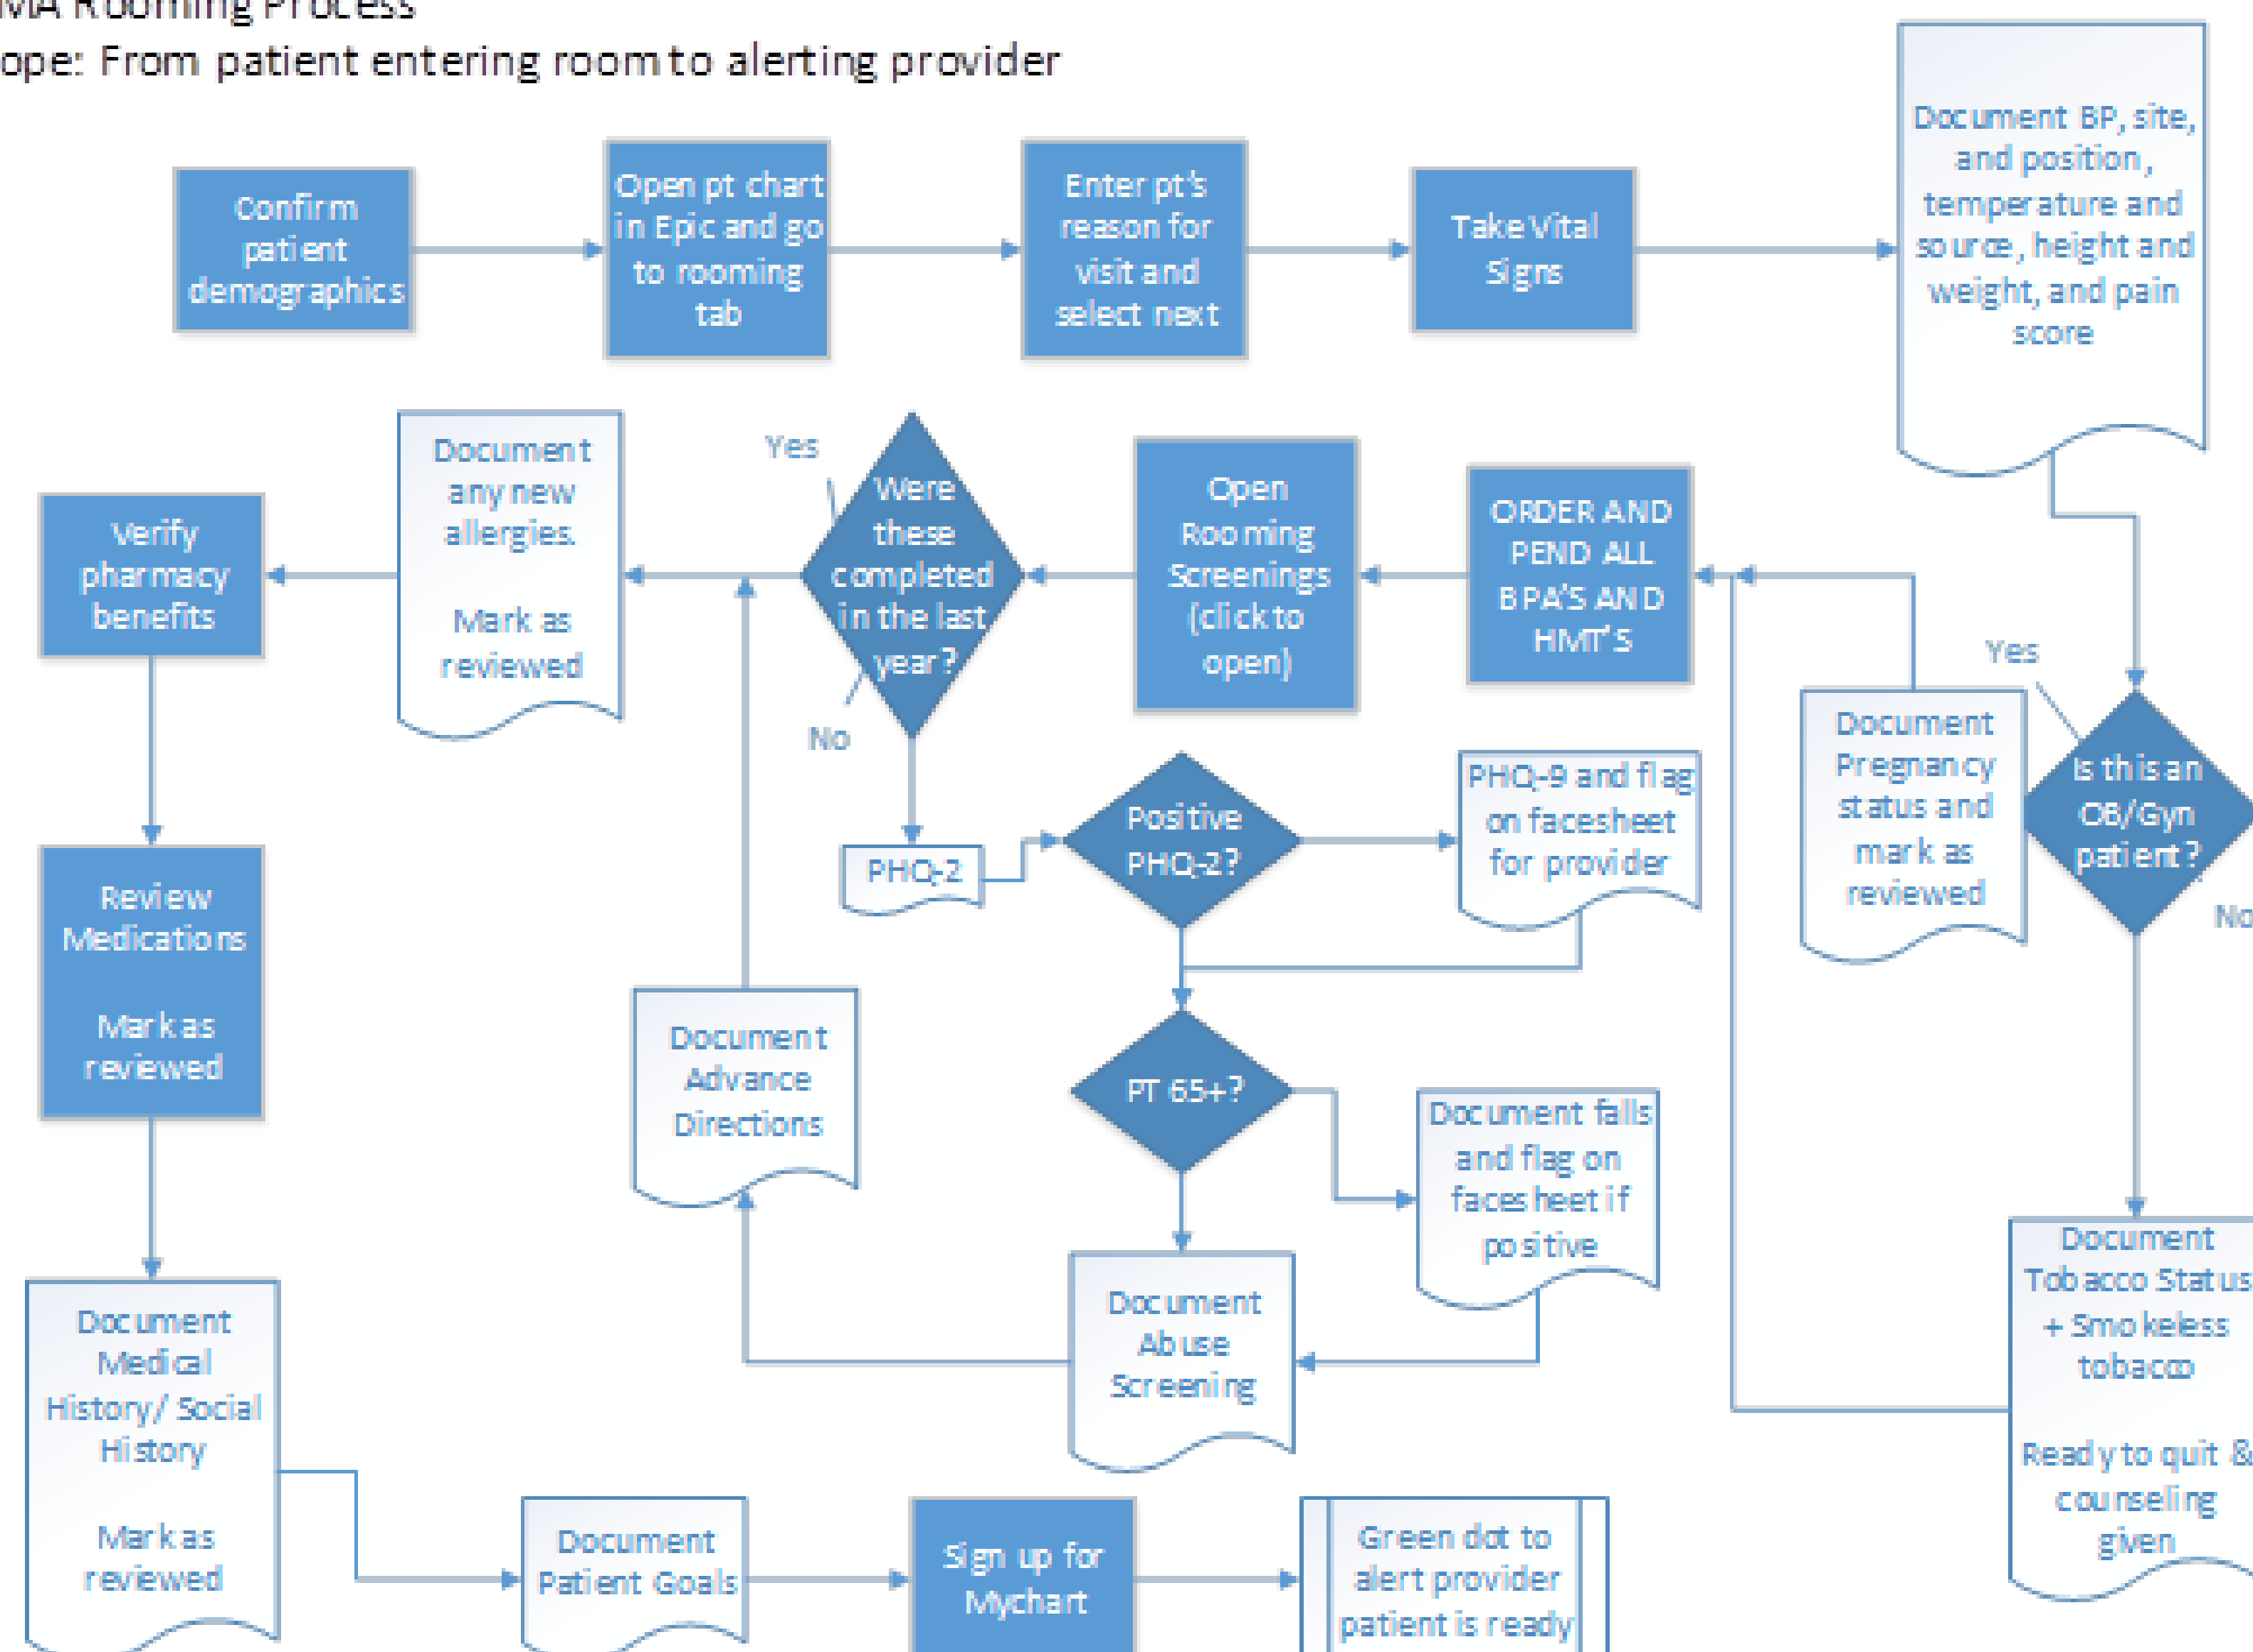 MA Rooming Process
ope: From patient entering room to alerting provider
Confirm
patient
demographics
Open pt chart
in Epic and go
to rooming
tab
Enter pt's
reason for
visit and
select next
Take Vital
Signs
Document BP, site,
and position,
temperature and
source, height and
weight, and pain
score
Verify
pharmacy
benefits
Document
any new
allergies.
Mark as
reviewed
Yes
Were
these
completed
in the last
year?
No
Open
Rooming
Screenings
(click to
open)
ORDER AND
PEND ALL
BPA'S AND
HMT'S
Yes
Document
Pregnancy
status and
mark as
reviewed
Is this an
OB/Gyn
patient?
No
PHQ-2
Positive
PHQ-2?
PHQ-9 and flag
on facesheet
for provider
Review
Medications
Mark as
reviewed
Document
Advance
Directions
PT 65+?
Document falls
and flag on
facesheet if
positive
Document
Abuse
Screening
Document
Tobacco Status
+ Smokeless
tobacco
Ready to quit &
counseling
given
Document
Medical
History/ Social
History
Mark as
reviewed
Document
Patient Goals
Sign up for
Mychart
Green dot to
alert provider
patient is ready